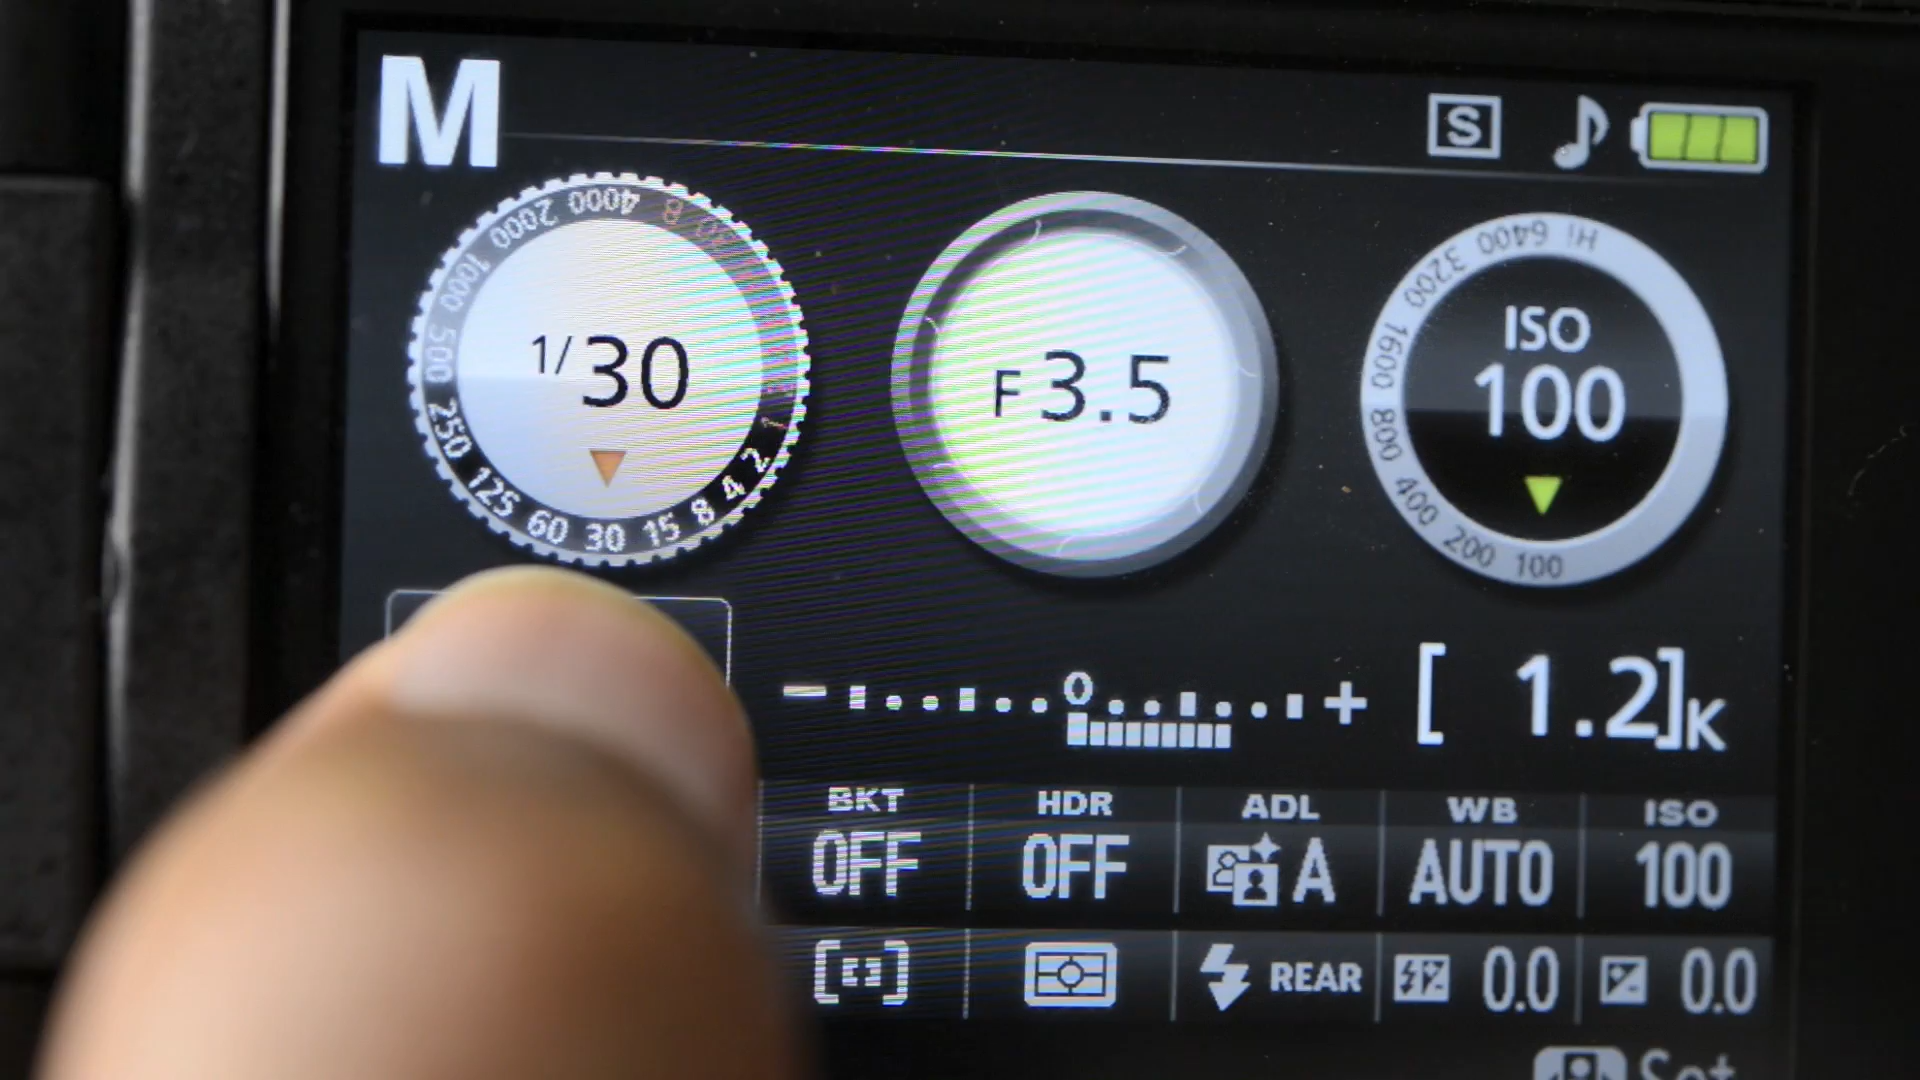 M
S
4000 2000 1000 500 250 125 60 30 15 8 4 2 1
1/30
F3.5
Hi 6400 3200 1600 800 400 200 100
ISO
100
- 0 + [ 1.2]K
BKT HDR ADL WB ISO
OFF OFF A AUTO 100
REAR 0.0 0.0
Set